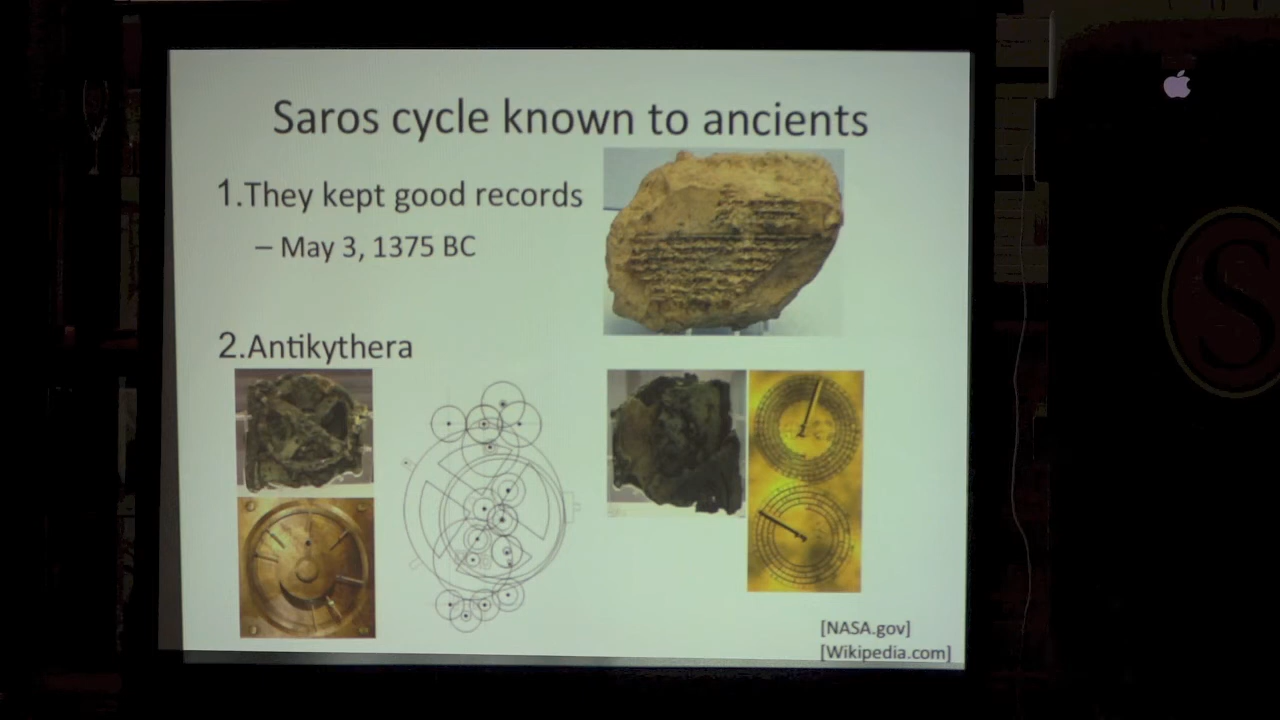 Saros cycle known to ancients
1.They kept good records
– May 3, 1375 BC
2.Antikythera
[NASA.gov]
[Wikipedia.com]
S